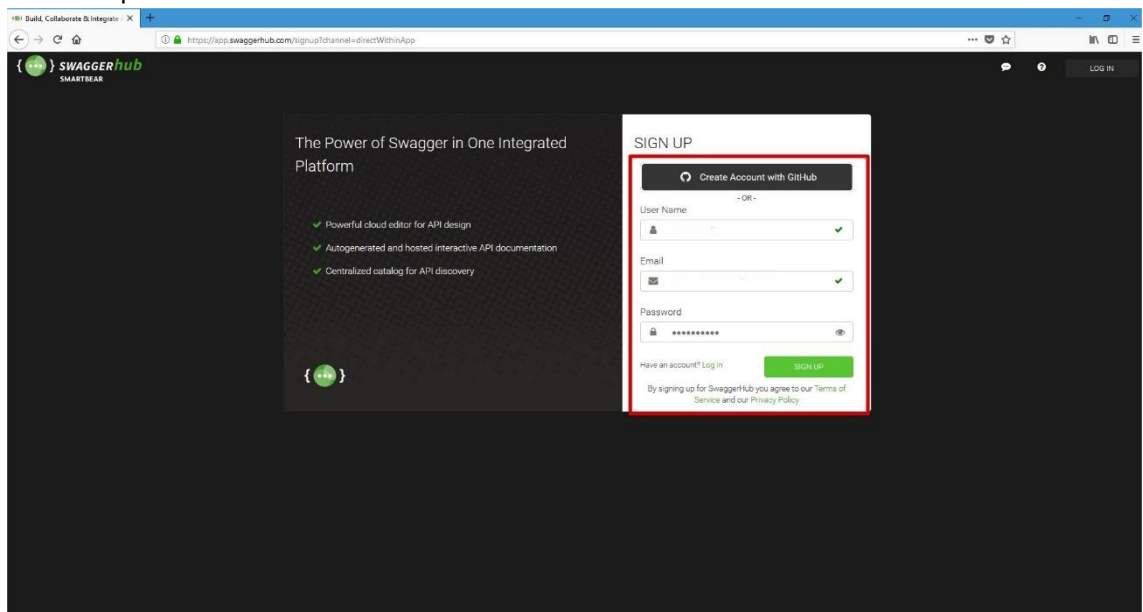 Build, Collaborate & Integrate
https://app.swaggerhub.com/signup?channel=directWithinApp
{ } SWAGGERhub
SMARTBEAR
LOG IN
The Power of Swagger in One Integrated
Platform
Powerful cloud editor for API design
Autogenerated and hosted interactive API documentation
Centralized catalog for API discovery
{ }
SIGN UP
Create Account with GitHub
- OR -
User Name
Email
Password
Have an account? Log in
SIGN UP
By signing up for SwaggerHub you agree to our Terms of
Service and our Privacy Policy